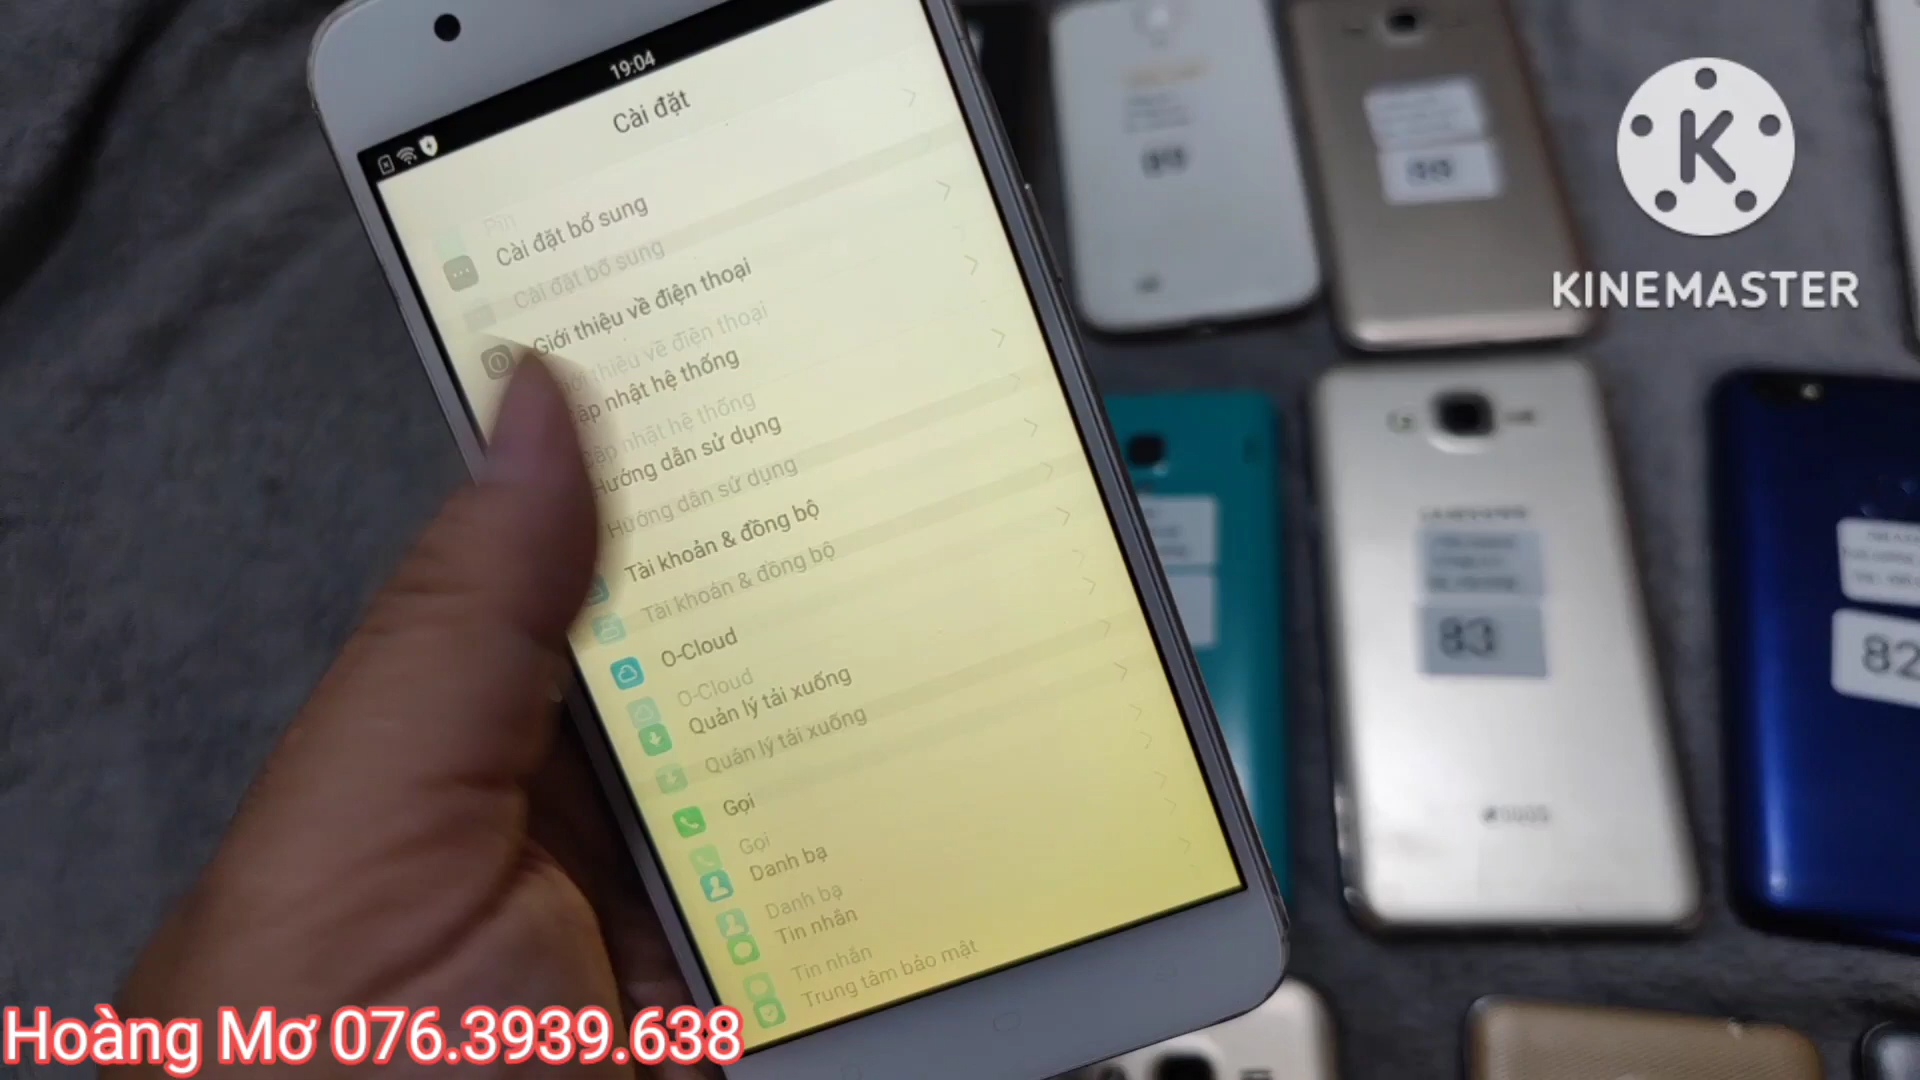 19:04
Cài đặt
Pin
Cài đặt bổ sung
Cài đặt bổ sung
Giới thiệu về điện thoại
thiệu về điện thoại
Cập nhật hệ thống
Cập nhật hệ thống
Hướng dẫn sử dụng
Hướng dẫn sử dụng
Tài khoản & đồng bộ
Tài khoản & đồng bộ
O-Cloud
O-Cloud
Quản lý tải xuống
Quản lý tải xuống
Gọi
Gọi
Danh bạ
Danh bạ
Tin nhắn
Tin nhắn
Trung tâm bảo mật
89
K
KINEMASTER
SAMSUNG
83
82
Hoàng Mơ 076.3939.638